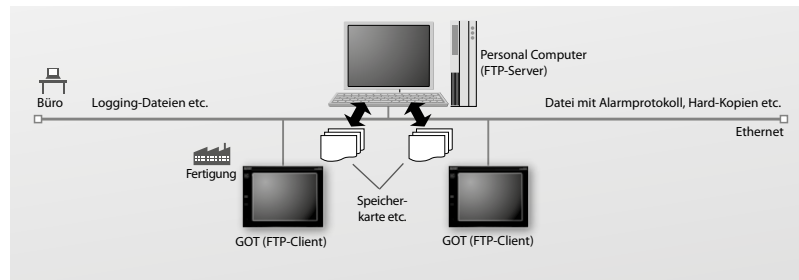 Personal Computer
(FTP-Server)
Büro
Logging-Dateien etc.
Datei mit Alarmprotokoll, Hard-Kopien etc.
Ethernet
Fertigung
Speicher-
karte etc.
GOT (FTP-Client)
GOT (FTP-Client)